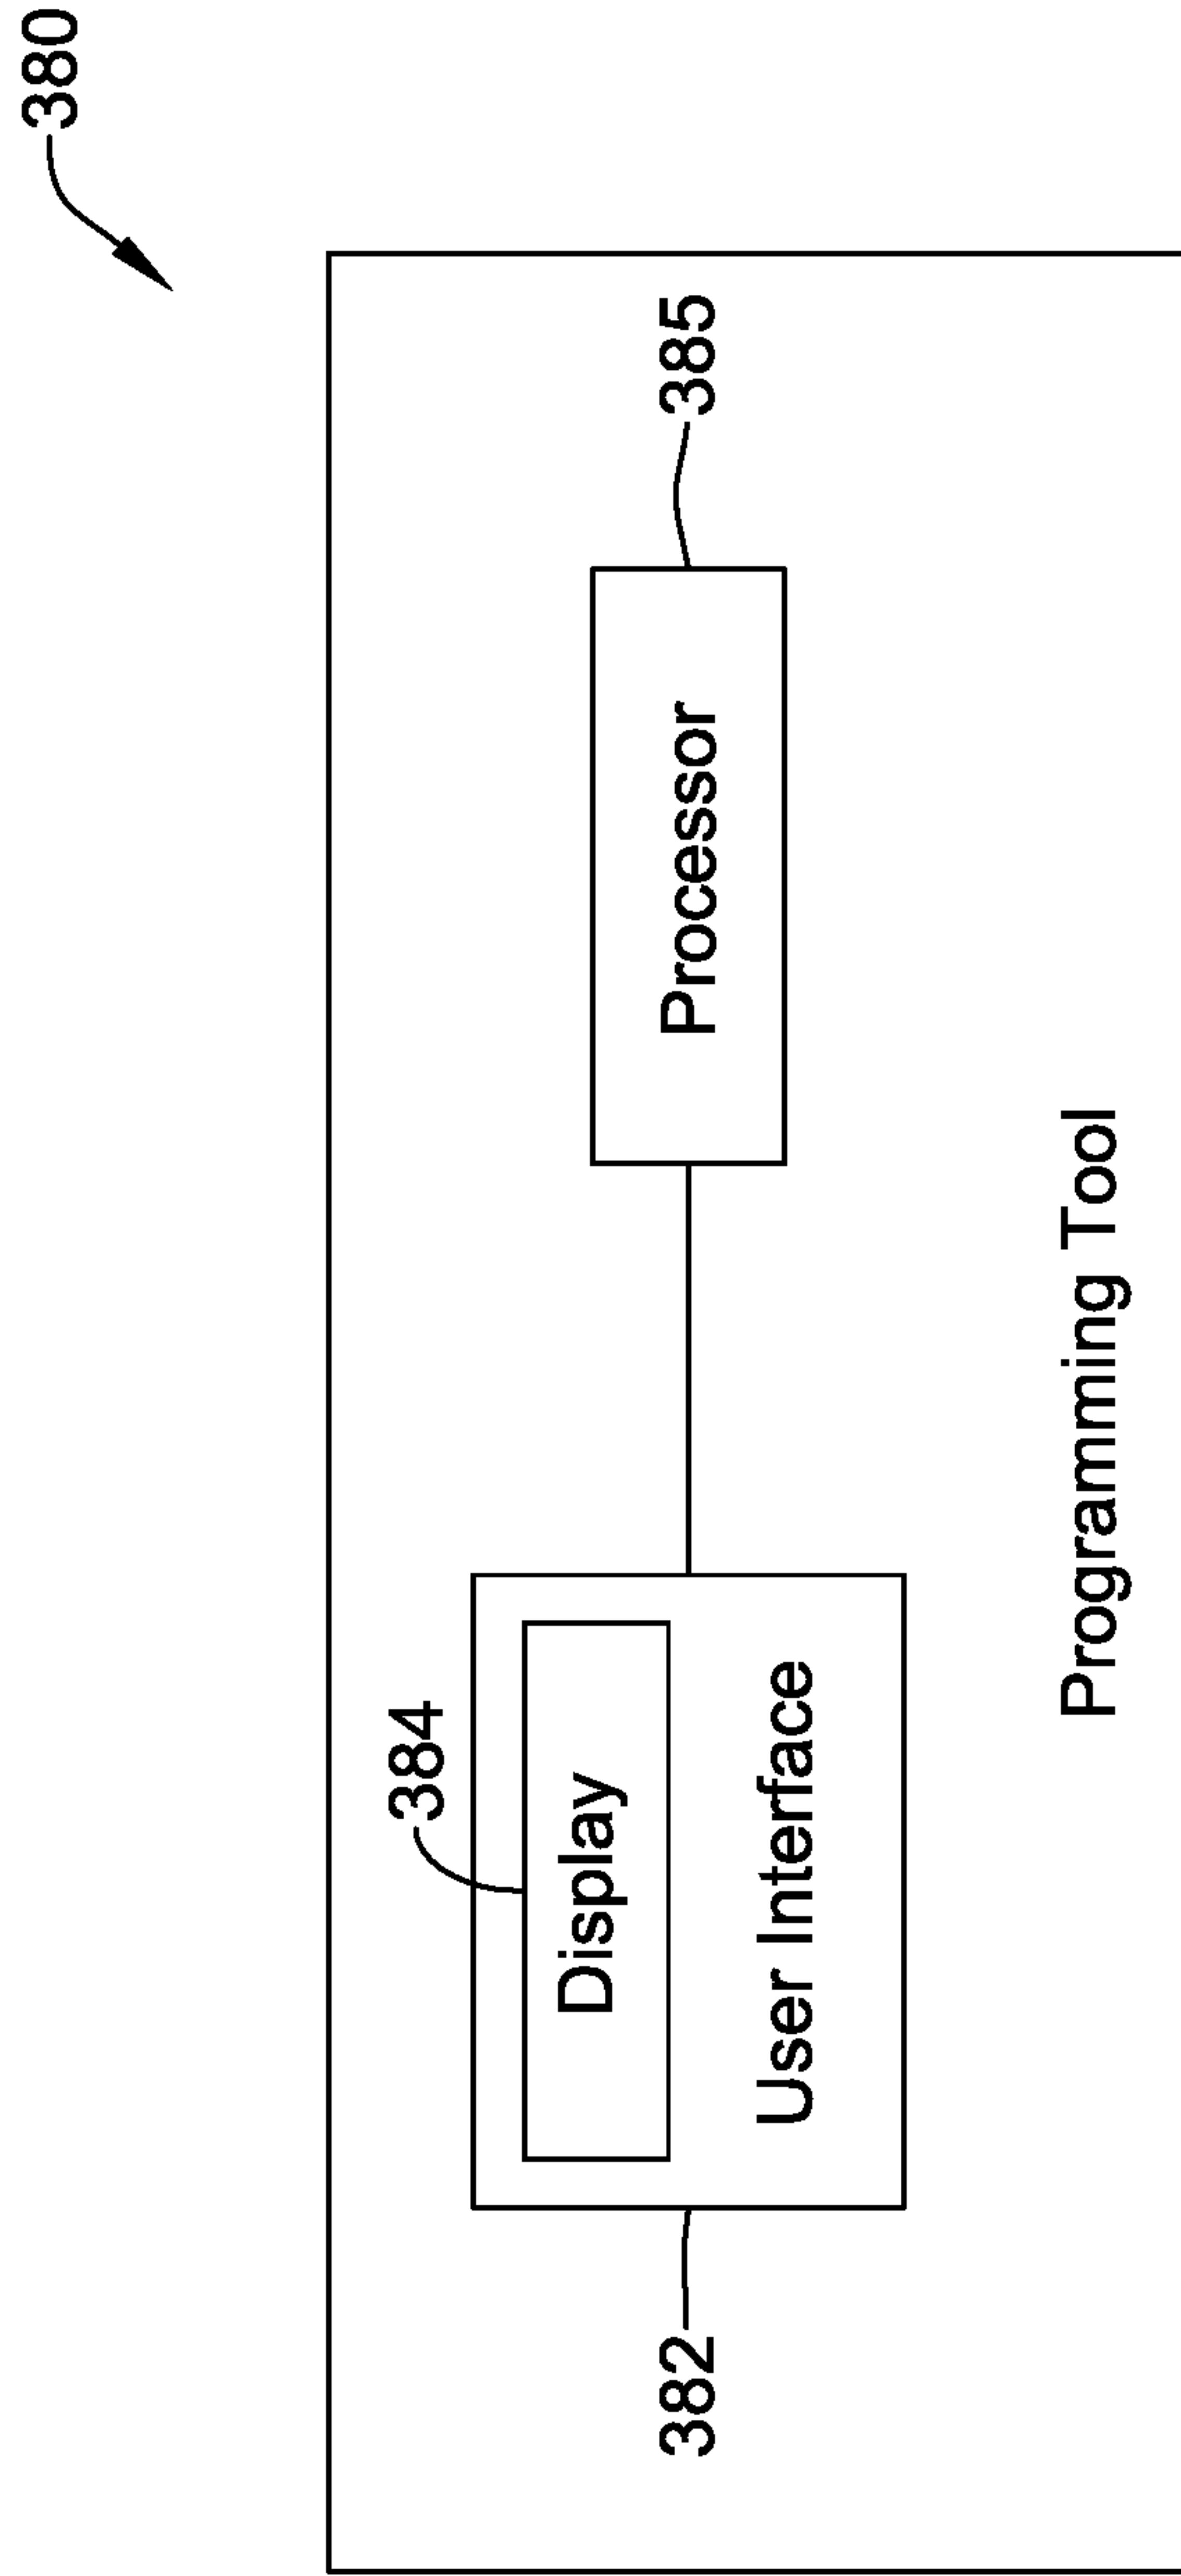 380
384
Display
User Interface
382
Processor
385
Programming Tool